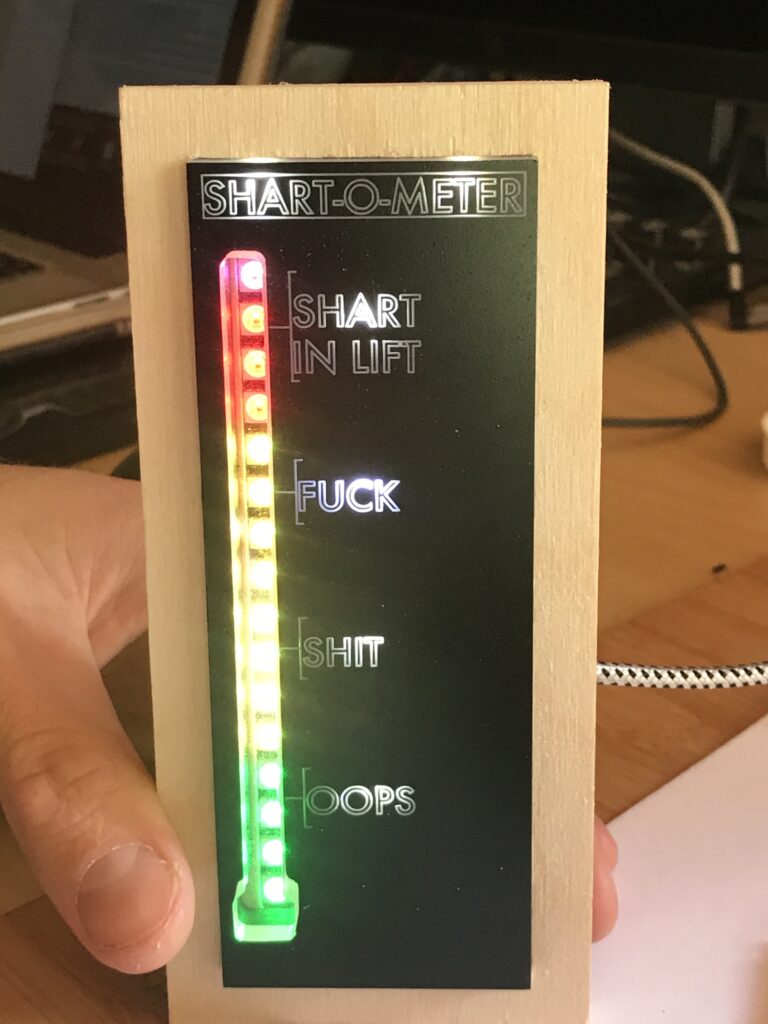 SHART-O-METER
SHART
IN LIFT
FUCK
SHIT
OOPS